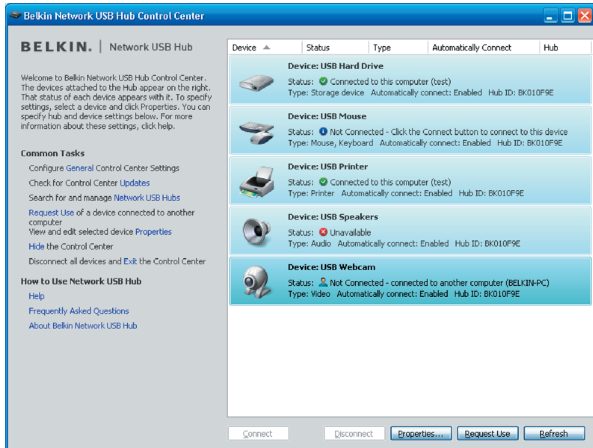 Belkin Network USB Hub Control Center
BELKIN. | Network USB Hub
Welcome to Belkin Network USB Hub Control Center.
The devices attached to the Hub appear on the right.
That status of each device appears with it. To specify
settings, select a device and click Properties. You can
specify hub and device settings below. For more
information about these settings, click help.
Common Tasks
Configure General Control Center Settings
Check for Control Center Updates
Search for and manage Network USB Hubs
Request Use of a device connected to another
computer
View and edit selected device Properties
Hide the Control Center
Disconnect all devices and Exit the Control Center
How to Use Network USB Hub
Help
Frequently Asked Questions
About Belkin Network USB Hub
Device Status Type Automatically Connect Hub
Device: USB Hard Drive
Status: Connected to this computer (test)
Type: Storage device Automatically connect: Enabled Hub ID: BK010F9E
Device: USB Mouse
Status: Not Connected - Click the Connect button to connect to this device
Type: Mouse, Keyboard Automatically connect: Enabled Hub ID: BK010F9E
Device: USB Printer
Status: Connected to this computer (test)
Type: Printer Automatically connect: Enabled Hub ID: BK010F9E
Device: USB Speakers
Status: Unavailable
Type: Audio Automatically connect: Enabled Hub ID: BK010F9E
Device: USB Webcam
Status: Not Connected - connected to another computer (BELKIN-PC)
Type: Video Automatically connect: Enabled Hub ID: BK010F9E
Connect Disconnect Properties... Request Use Refresh